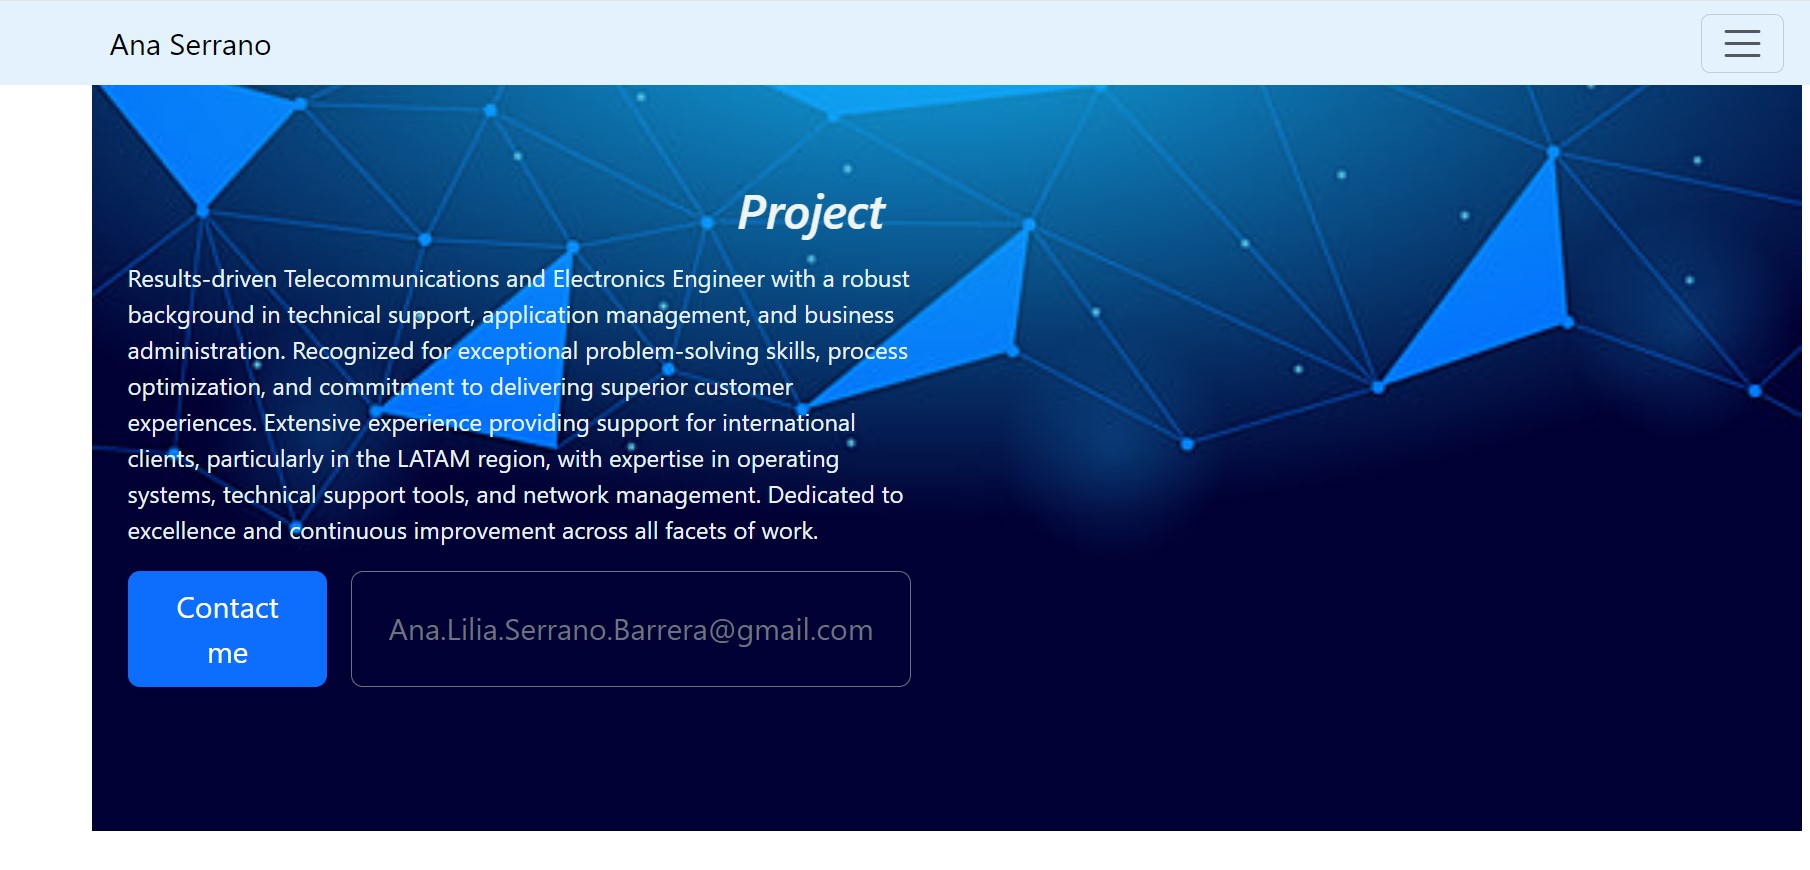 Ana Serrano
Project
Results-driven Telecommunications and Electronics Engineer with a robust
background in technical support, application management, and business
administration. Recognized for exceptional problem-solving skills, process
optimization, and commitment to delivering superior customer
experiences. Extensive experience providing support for international
clients, particularly in the LATAM region, with expertise in operating
systems, technical support tools, and network management. Dedicated to
excellence and continuous improvement across all facets of work.
Contact
me
Ana.Lilia.Serrano.Barrera@gmail.com